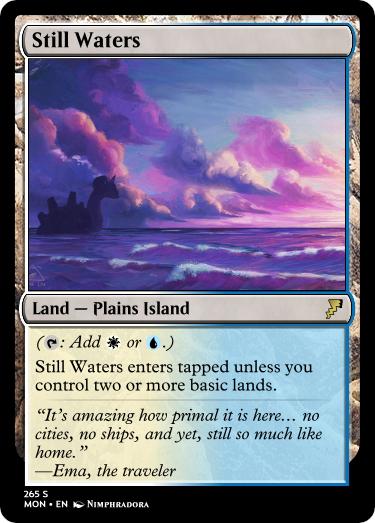 Still Waters
Land — Plains Island
(: Add or .)
Still Waters enters tapped unless you
control two or more basic lands.
“It’s amazing how primal it is here… no
cities, no ships, and yet, still so much like
home.”
—Ema, the traveler
265 S
MON • EN Nimphradora